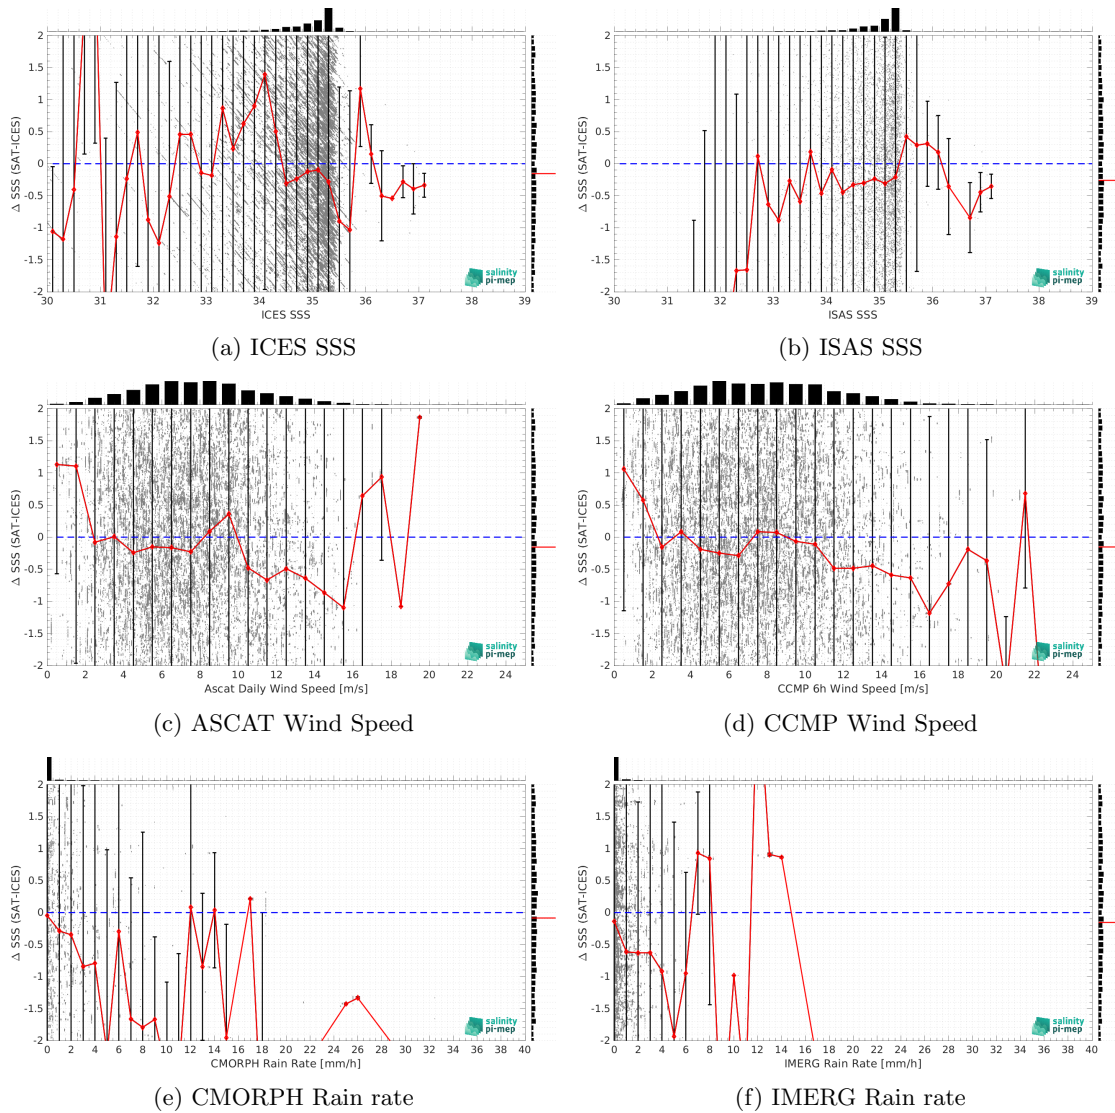 2
1.5
1
0.5
0
-0.5
-1
-1.5
-2
Δ SSS (SAT-ICES)
30 31 32 33 34 35 36 37 38 39
ICES SSS
salinity
pi-mep
(a) ICES SSS
2
1.5
1
0.5
0
-0.5
-1
-1.5
-2
Δ SSS (SAT-ICES)
30 31 32 33 34 35 36 37 38 39
ISAS SSS
salinity
pi-mep
(b) ISAS SSS
2
1.5
1
0.5
0
-0.5
-1
-1.5
-2
Δ SSS (SAT-ICES)
0 2 4 6 8 10 12 14 16 18 20 22 24
Ascat Daily Wind Speed [m/s]
salinity
pi-mep
(c) ASCAT Wind Speed
2
1.5
1
0.5
0
-0.5
-1
-1.5
-2
Δ SSS (SAT-ICES)
0 2 4 6 8 10 12 14 16 18 20 22 24
CCMP 6h Wind Speed [m/s]
salinity
pi-mep
(d) CCMP Wind Speed
2
1.5
1
0.5
0
-0.5
-1
-1.5
-2
Δ SSS (SAT-ICES)
0 2 4 6 8 10 12 14 16 18 20 22 24 26 28 30 32 34 36 38 40
CMORPH Rain Rate [mm/h]
salinity
pi-mep
(e) CMORPH Rain rate
2
1.5
1
0.5
0
-0.5
-1
-1.5
-2
Δ SSS (SAT-ICES)
0 2 4 6 8 10 12 14 16 18 20 22 24 26 28 30 32 34 36 38 40
IMERG Rain Rate [mm/h]
salinity
pi-mep
(f) IMERG Rain rate